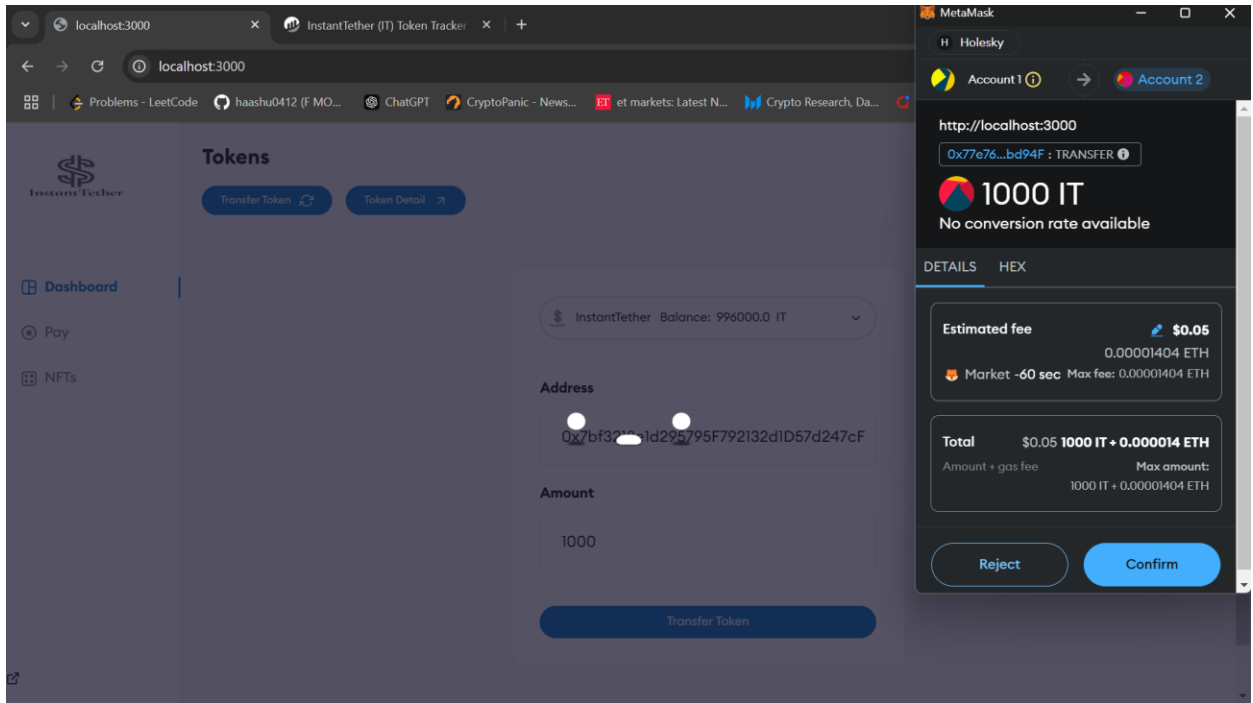 localhost:3000
InstantTether (IT) Token Tracker
localhost:3000
Problems - LeetCode
haashu0412 (F MO...
ChatGPT
CryptoPanic - News...
ET
et markets: Latest N...
Crypto Research, Da...
InstantTether
Tokens
Transfer Token
Token Detail
Dashboard
Pay
NFTs
InstantTether Balance: 996000.0 IT
Address
Amount
1000
Transfer Token
MetaMask
H Holesky
Account 1
Account 2
http://localhost:3000
0x77e76...bd94F : TRANSFER
1000 IT
No conversion rate available
DETAILS HEX
Estimated fee $0.05
0.00001404 ETH
Market ~60 sec Max fee: 0.00001404 ETH
Total $0.05 1000 IT + 0.000014 ETH
Amount + gas fee Max amount:
1000 IT + 0.00001404 ETH
Reject
Confirm